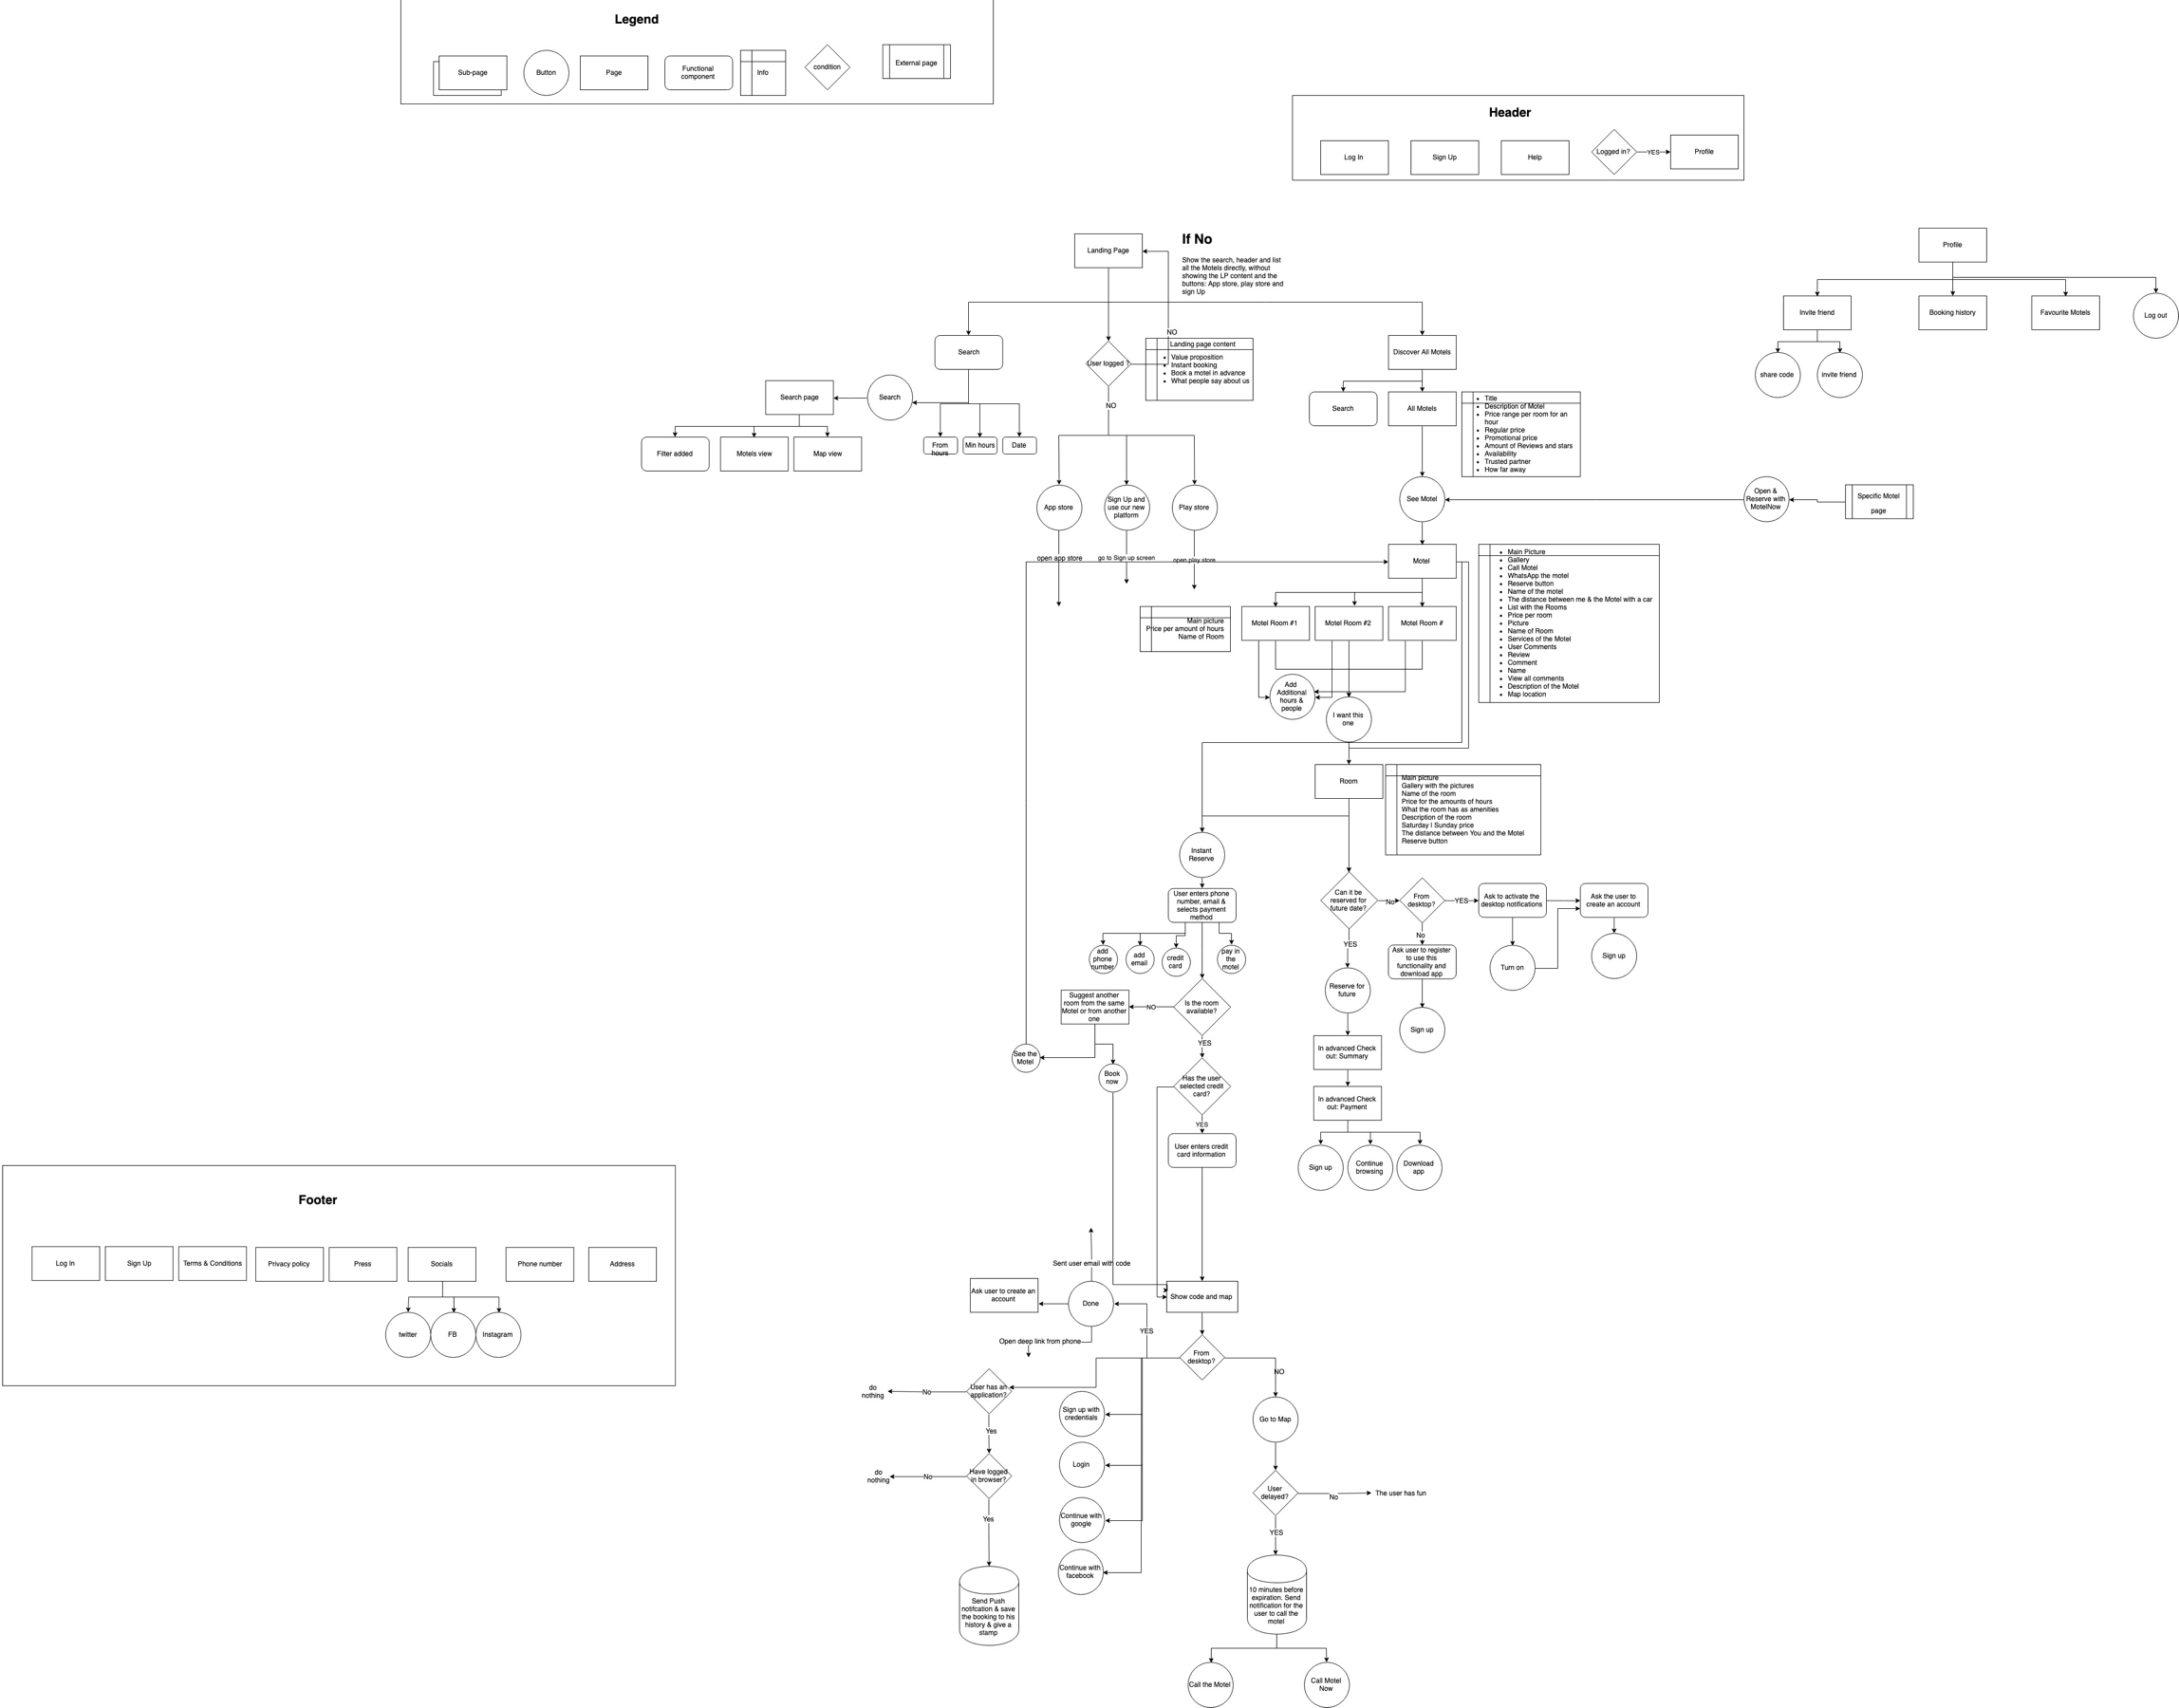 Legend
Sub-page
Button
Page
Functional
component
Info
condition
External page
Header
Log In
Sign Up
Help
Logged in?
YES
Profile
Landing Page
If No
Show the search, header and list
all the Motels directly, without
showing the LP content and the
buttons: App store, play store and
sign Up
Profile
Invite friend
Booking history
Favourite Motels
Log out
share code
invite friend
NO
Search
User logged ?
Landing page content
Value proposition
Instant booking
Book a motel in advance
What people say about us
Discover All Motels
Search page
Search
NO
From
hours
Min hours
Date
Filter added
Motels view
Map view
Search
All Motels
Title
Description of Motel
Price range per room for an
hour
Regular price
Promotional price
Amount of Reviews and stars
Availability
Trusted partner
How far away
App store
Sign Up and
use our new
platform
Play store
See Motel
Open &
Reserve with
MotelNow
Specific Motel
page
open app store
go to Sign up screen
open play store
Motel
Main Picture
Gallery
Call Motel
WhatsApp the motel
Reserve button
Name of the motel
The distance between me & the Motel with a car
List with the Rooms
Price per room
Picture
Name of Room
Services of the Motel
User Comments
Review
Comment
Name
View all comments
Description of the Motel
Map location
Main picture
Price per amount of hours
Name of Room
Motel Room #1
Motel Room #2
Motel Room #
Add
Additional
hours &
people
I want this
one
Room
Main picture
Gallery with the pictures
Name of the room
Price for the amounts of hours
What the room has as amenities
Description of the room
Saturday I Sunday price
The distance between You and the Motel
Reserve button
Instant
Reserve
User enters phone
number, email &
selects payment
method
Can it be
reserved for
future date?
No
From
desktop?
YES
Ask to activate the
desktop notifications
Ask the user to
create an account
add
phone
number
add
email
credit
card
pay in
the
motel
YES
No
Ask user to register
to use this
functionality and
download app
Turn on
Sign up
Suggest another
room from the same
Motel or from another
one
NO
Is the room
available?
Reserve for
future
Sign up
YES
See the
Motel
Book
now
Has the user
selected credit
card?
In advanced Check
out: Summary
In advanced Check
out: Payment
YES
User enters credit
card information
Sign up
Continue
browsing
Download
app
Footer
Log In
Sign Up
Terms & Conditions
Privacy policy
Press
Socials
Phone number
Address
twitter
FB
Instagram
Sent user email with code
Ask user to create an
account
Done
Show code and map
YES
Open deep link from phone
From
desktop?
NO
do
nothing
No
User has an
application?
Sign up with
credentials
Go to Map
Yes
do
nothing
No
Have logged
in browser?
Login
User
delayed?
No
The user has fun
Yes
Continue with
google
YES
Continue with
facebook
Send Push
notifcation & save
the booking to his
history & give a
stamp
10 minutes before
expiration. Send
notification for the
user to call the
motel
Call the Motel
Call Motel
Now